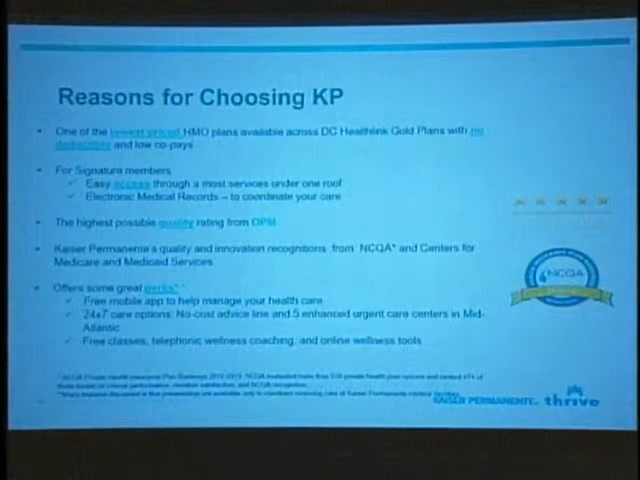 Reasons for Choosing KP
• One of the lowest priced HMO plans available across DC Healthlink Gold Plans with no
deductible and low co-pays
• For Signature members
✓ Easy access through a most services under one roof
✓ Electronic Medical Records – to coordinate your care
• The highest possible quality rating from OPM
• Kaiser Permanente's quality and innovation recognitions from NCQA* and Centers for
Medicare and Medicaid Services
• Offers some great perks**
✓ Free mobile app to help manage your health care
✓ 24x7 care options: No-cost advice line and 5 enhanced urgent care centers in Mid-
Atlantic
✓ Free classes, telephonic wellness coaching, and online wellness tools
NCQA
KAISER PERMANENTE. thrive